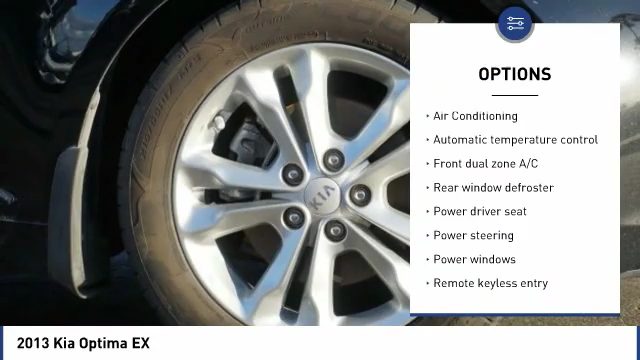 OPTIONS
Air Conditioning
Automatic temperature control
Front dual zone A/C
Rear window defroster
Power driver seat
Power steering
Power windows
Remote keyless entry
KIA
2013 Kia Optima EX